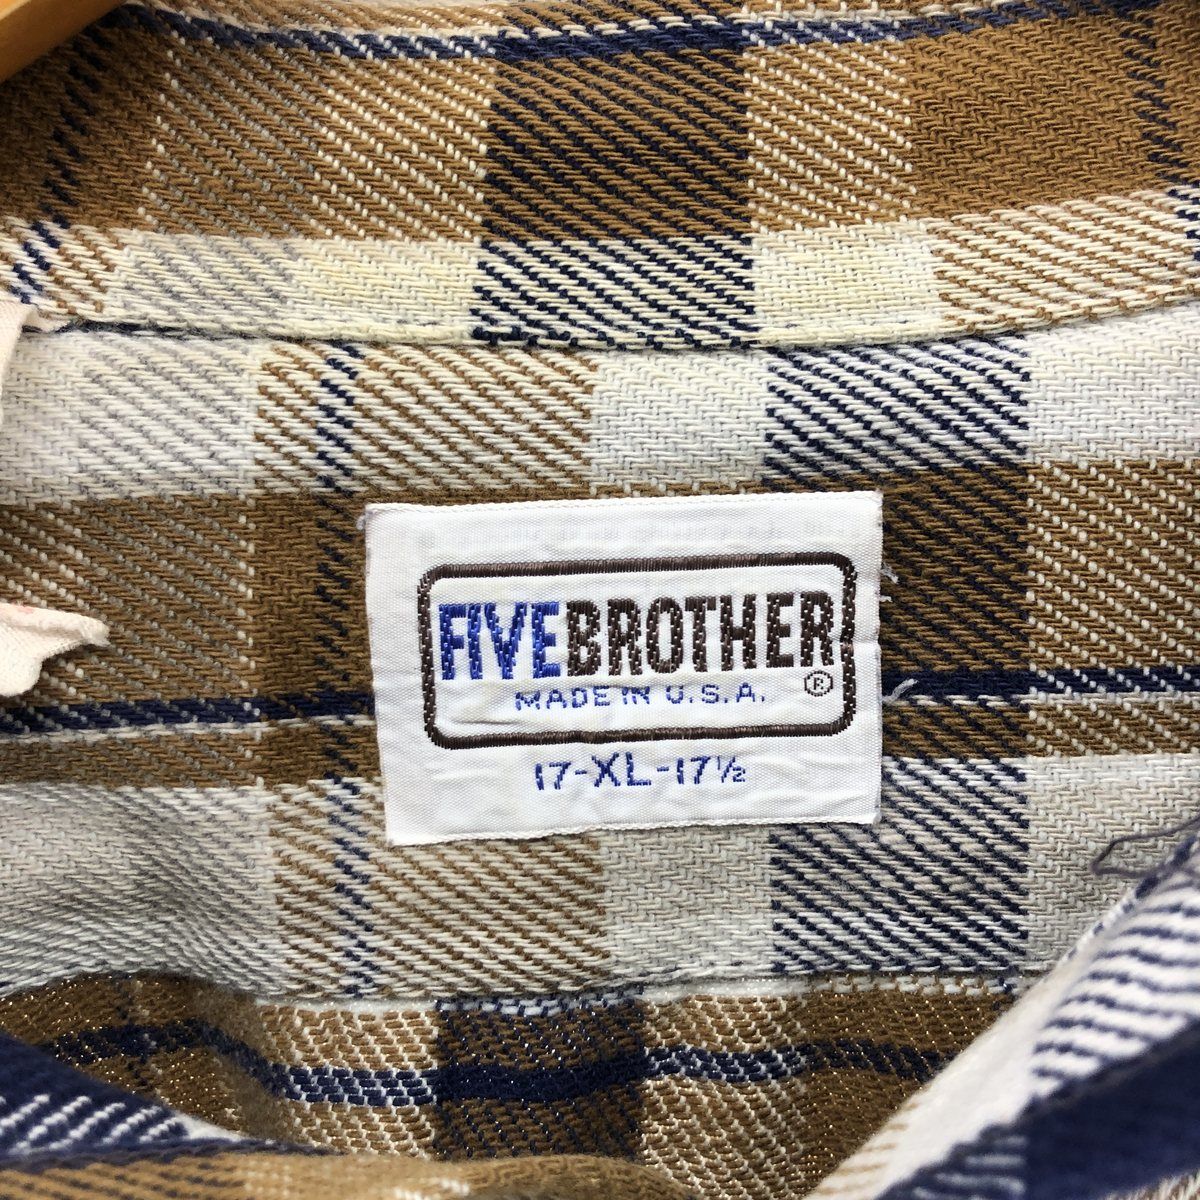 FIVEBROTHER
MADE IN U.S.A. ®
17-XL-17½